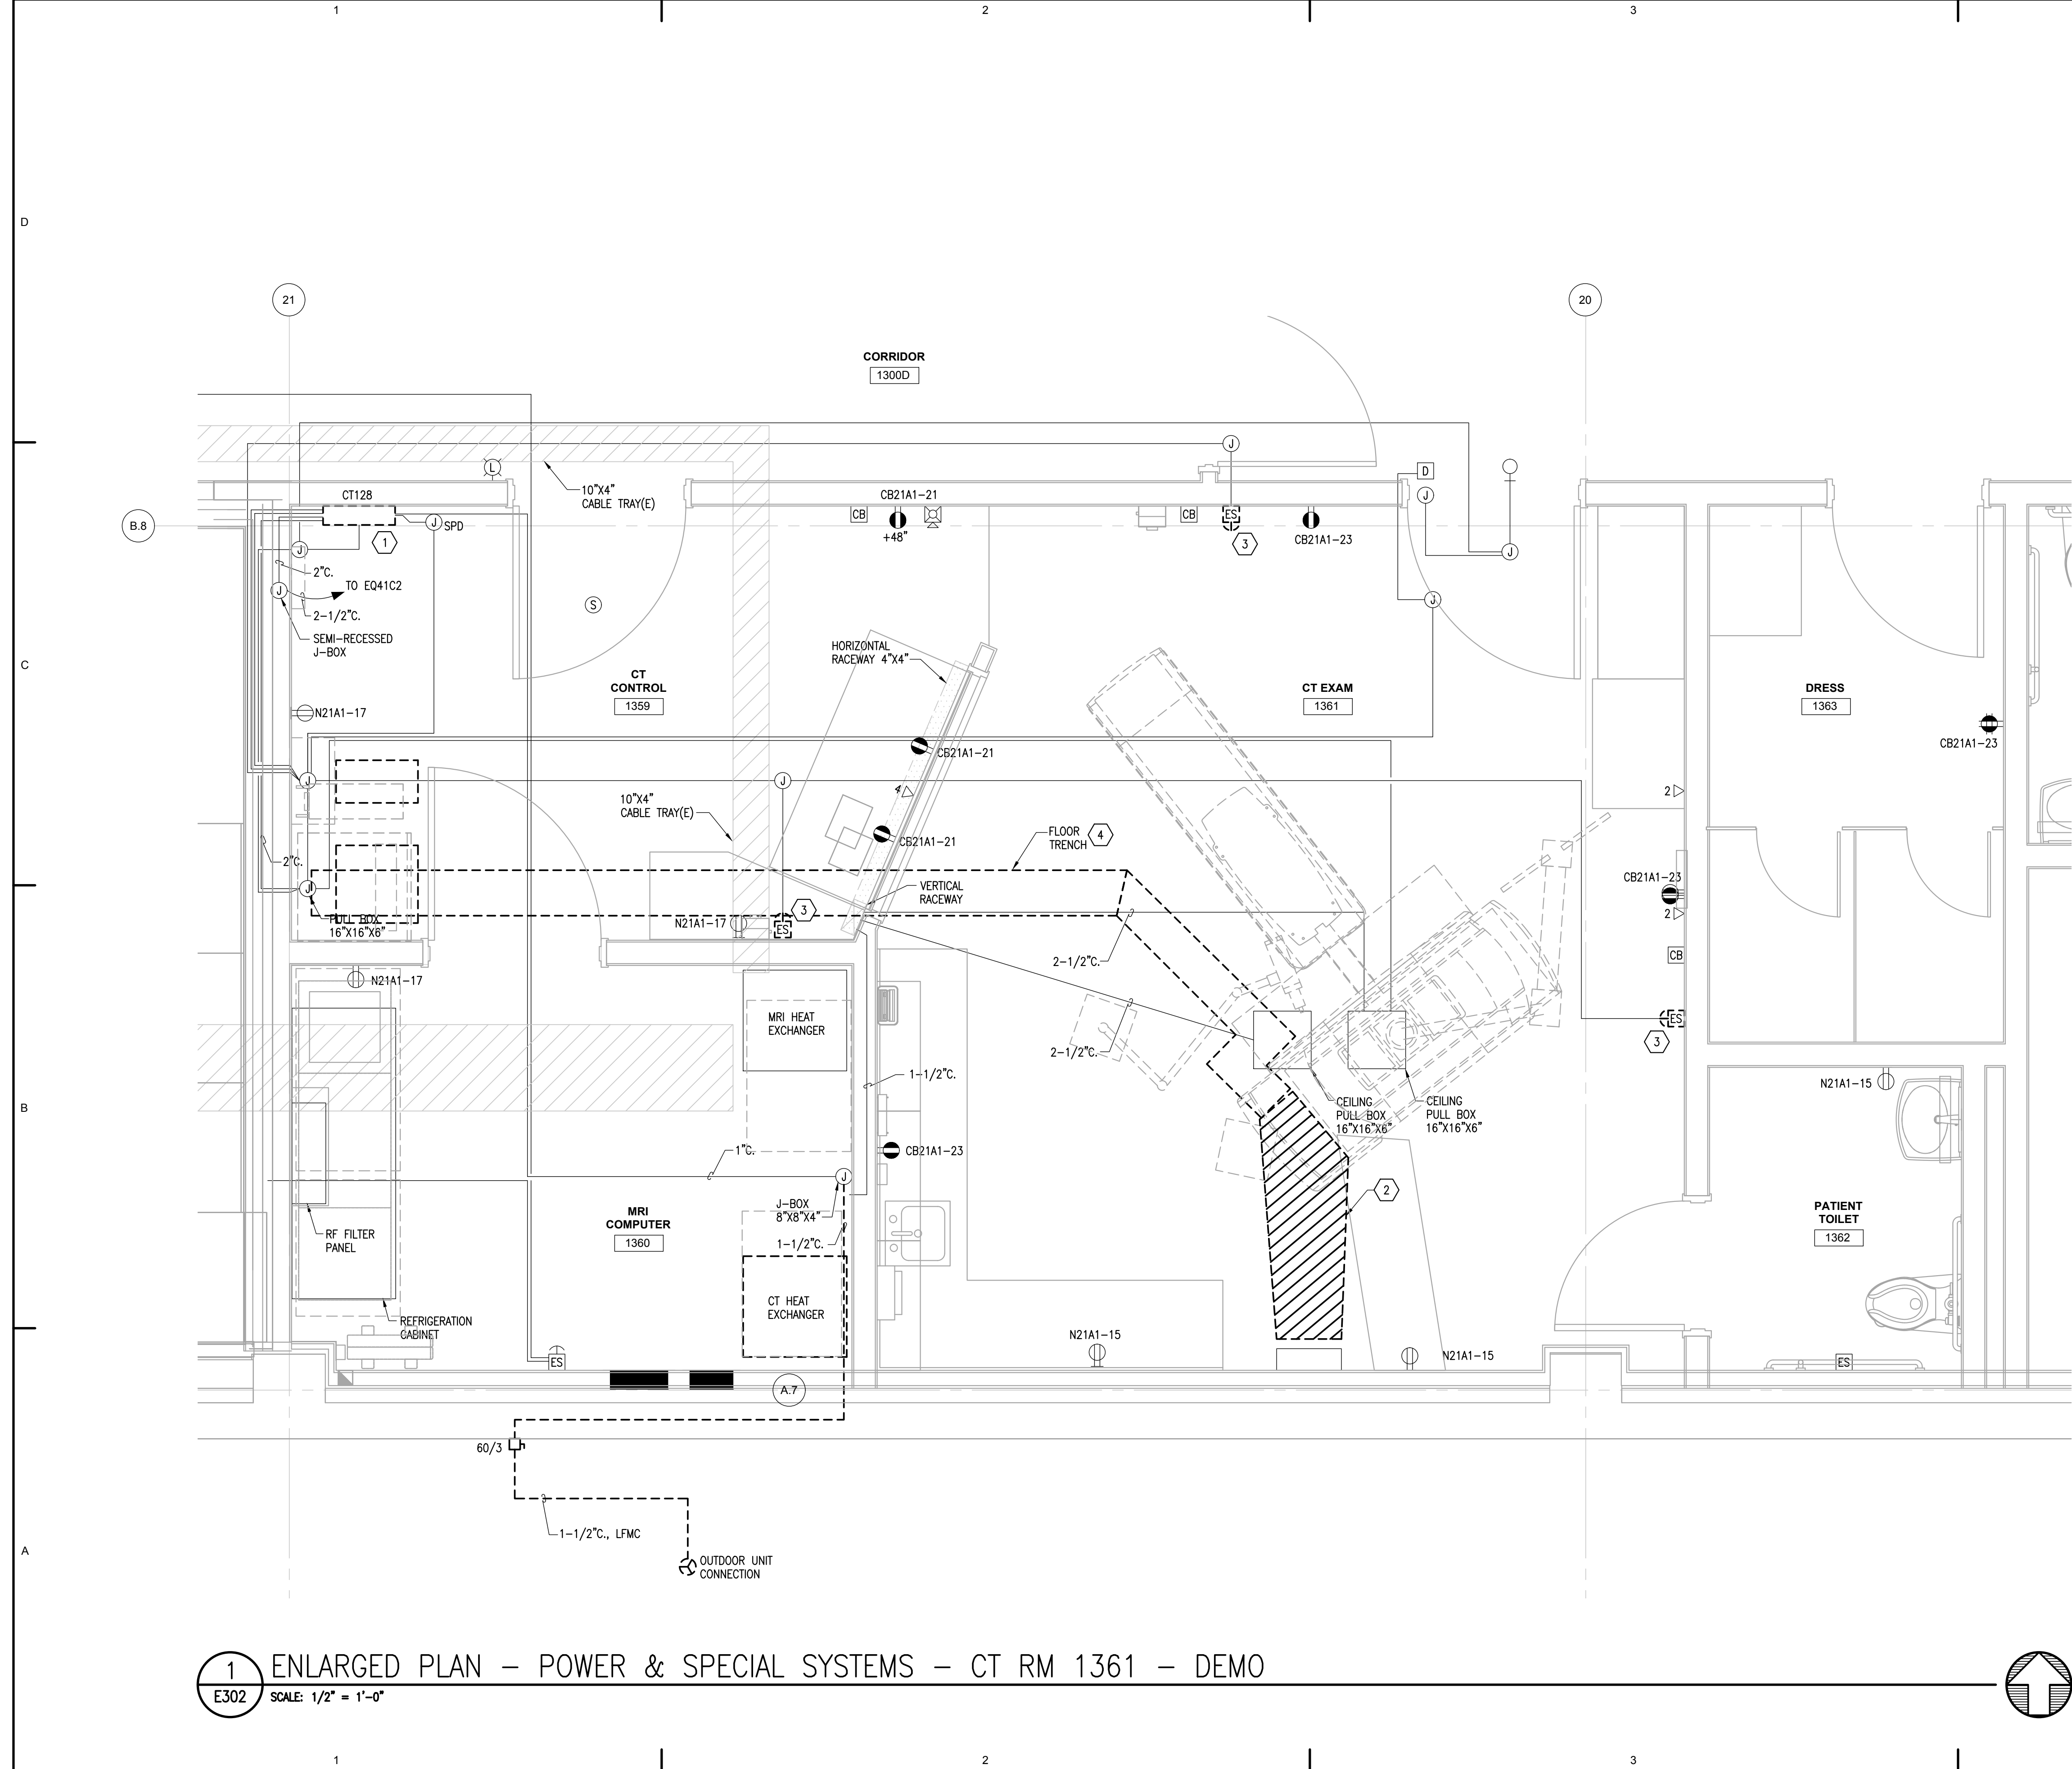 1
2
3
D
21
20
CORRIDOR
1300D
L
10"X4"
CABLE TRAY(E)
CT128
J
SPD
B.8
1
J
2"C.
J
TO EQ41C2
2-1/2"C.
SEMI-RECESSED
J-BOX
S
CB21A1-21
CB
+48"
J
CB
ES
3
CB21A1-23
D
J
J
J
C
CT
CONTROL
1359
HORIZONTAL
RACEWAY 4"X4"
CT EXAM
1361
DRESS
1363
N21A1-17
CB21A1-21
CB21A1-23
J
J
10"X4"
CABLE TRAY(E)
4
2
CB21A1-21
FLOOR
TRENCH
4
2"C.
J
PULL BOX
16"X16"X6"
VERTICAL
RACEWAY
CB21A1-23
2
N21A1-17
ES
3
CB
N21A1-17
2-1/2"C.
MRI HEAT
EXCHANGER
ES
3
2-1/2"C.
1-1/2"C.
N21A1-15
B
CEILING
PULL BOX
16"X16"X6"
CEILING
PULL BOX
16"X16"X6"
1"C.
CB21A1-23
J
J-BOX
8"X8"X4"
2
MRI
COMPUTER
1360
1-1/2"C.
PATIENT
TOILET
1362
RF FILTER
PANEL
CT HEAT
EXCHANGER
REFRIGERATION
CABINET
N21A1-15
N21A1-15
ES
ES
A.7
60/3
1-1/2"C., LFMC
A
OUTDOOR UNIT
CONNECTION
1
E302
ENLARGED PLAN - POWER & SPECIAL SYSTEMS - CT RM 1361 - DEMO
SCALE: 1/2" = 1'-0"
1
2
3